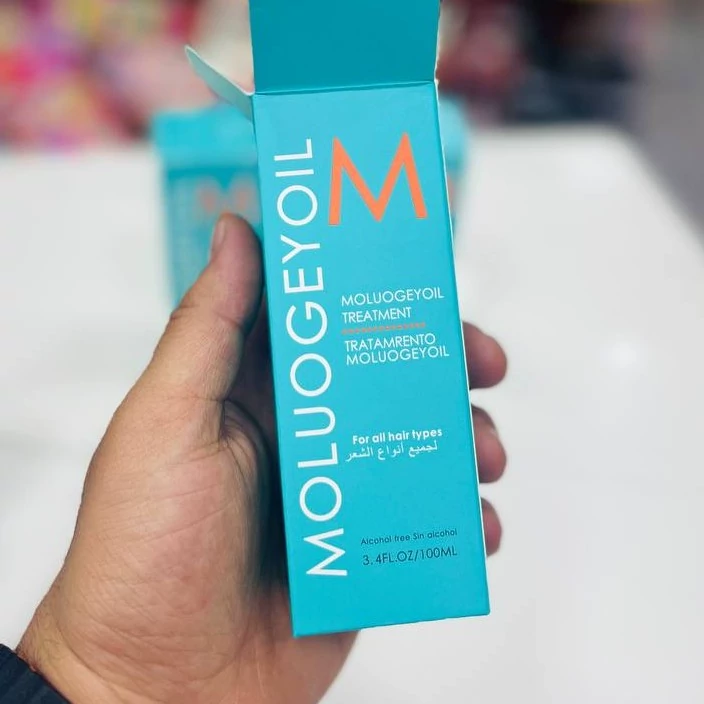 MOLUOGEYOIL
M
MOLUOGEYOIL
TREATMENT
TRATAMRENTO
MOLUOGEYOIL
For all hair types
لجميع أنواع الشعر
Alcohol free Sin alcohol
3.4FL.OZ/100ML
M